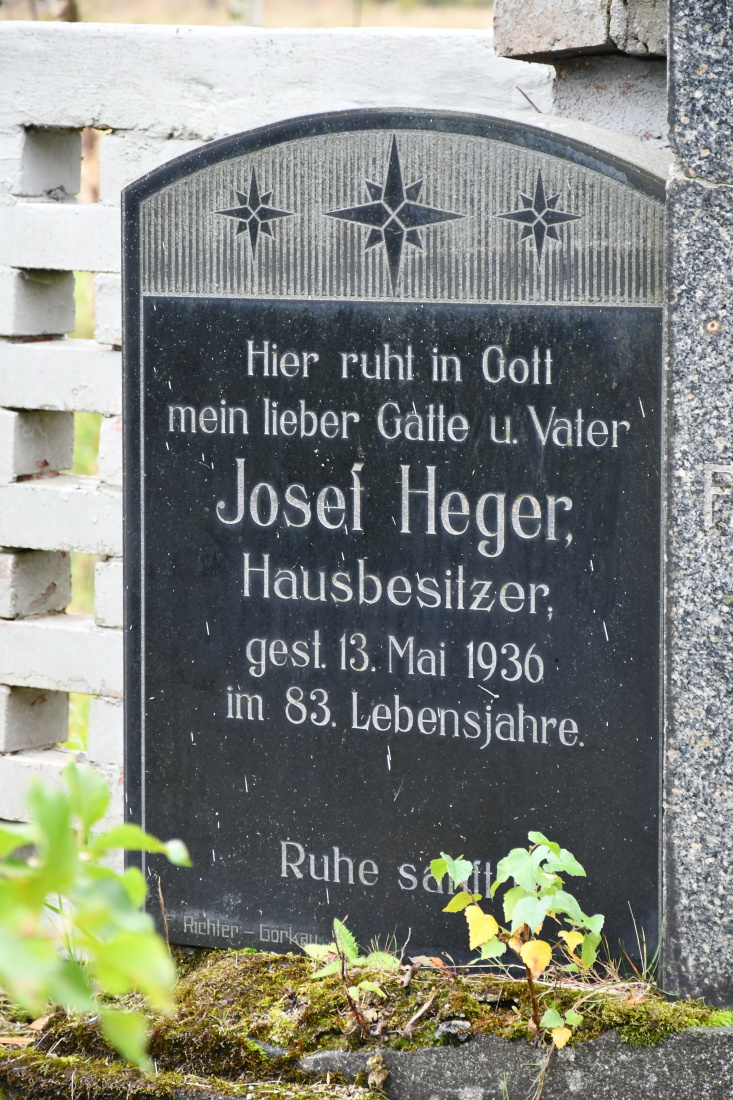 Hier ruht in Gott
mein lieber Gatte u. Vater
Josef Heger,
Hausbesitzer,
gest. 13. Mai 1936
im 83. Lebensjahre.
Ruhe sanft
Richter – Görkau